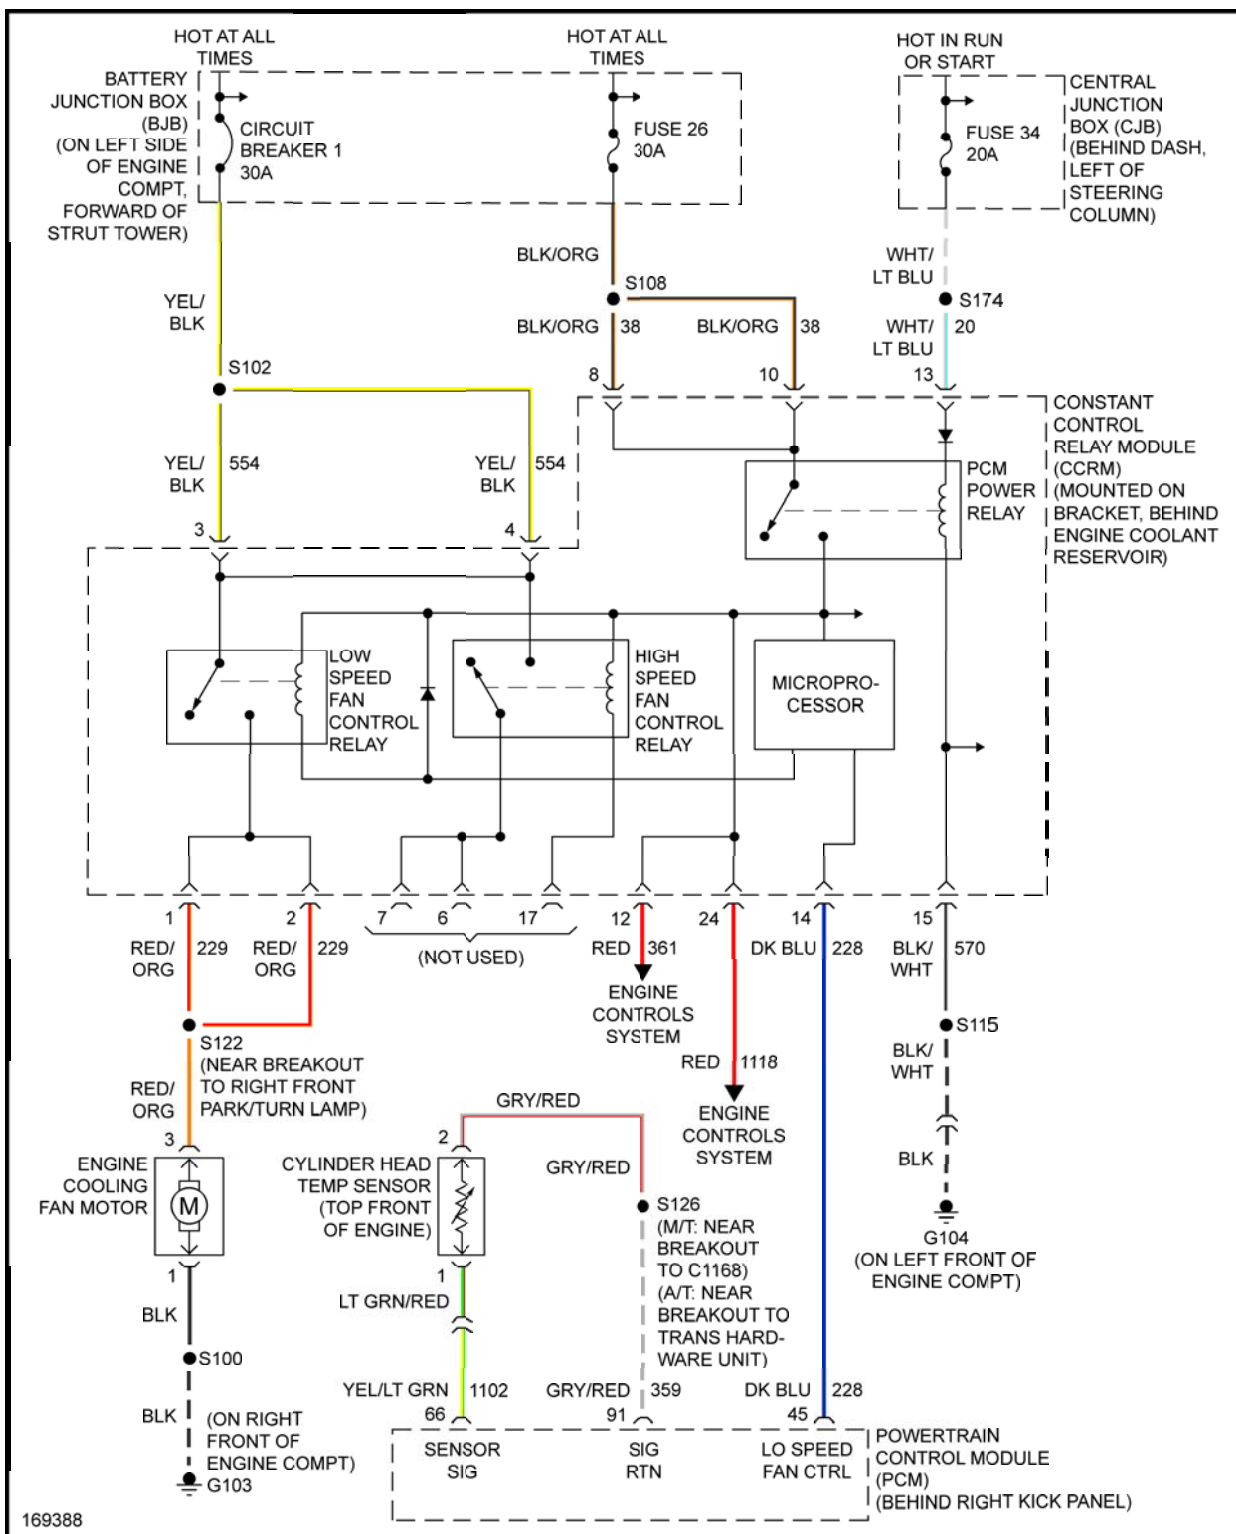 HOT AT ALL
TIMES
HOT AT ALL
TIMES
HOT IN RUN
OR START
BATTERY
JUNCTION BOX
(BJB)
(ON LEFT SIDE
OF ENGINE
COMPT,
FORWARD OF
STRUT TOWER)
CIRCUIT
BREAKER 1
30A
FUSE 26
30A
FUSE 34
20A
CENTRAL
JUNCTION
BOX (CJB)
(BEHIND DASH,
LEFT OF
STEERING
COLUMN)
YEL/
BLK
BLK/ORG
WHT/
LT BLU
S102
S108
S174
BLK/ORG
38
BLK/ORG
38
WHT/
LT BLU
20
8
10
13
YEL/
BLK
554
YEL/
BLK
554
3
4
CONSTANT
CONTROL
RELAY MODULE
(CCRM)
(MOUNTED ON
BRACKET, BEHIND
ENGINE COOLANT
RESERVOIR)
PCM
POWER
RELAY
LOW
SPEED
FAN
CONTROL
RELAY
HIGH
SPEED
FAN
CONTROL
RELAY
MICROPRO-
CESSOR
1
2
7
6
17
12
24
14
15
RED/
ORG
229
RED/
ORG
229
(NOT USED)
RED
361
ENGINE
CONTROLS
SYSTEM
DK BLU
228
BLK/
WHT
570
S122
(NEAR BREAKOUT
TO RIGHT FRONT
PARK/TURN LAMP)
RED
1118
ENGINE
CONTROLS
SYSTEM
S115
BLK/
WHT
RED/
ORG
3
GRY/RED
2
GRY/RED
BLK
ENGINE
COOLING
FAN MOTOR
M
CYLINDER HEAD
TEMP SENSOR
(TOP FRONT
OF ENGINE)
S126
(M/T: NEAR
BREAKOUT
TO C1168)
(A/T: NEAR
BREAKOUT TO
TRANS HARD-
WARE UNIT)
G104
(ON LEFT FRONT OF
ENGINE COMPT)
1
BLK
1
LT GRN/RED
S100
BLK
(ON RIGHT
FRONT OF
ENGINE COMPT)
G103
YEL/LT GRN
1102
GRY/RED
359
DK BLU
228
66
91
45
SENSOR
SIG
SIG
RTN
LO SPEED
FAN CTRL
POWERTRAIN
CONTROL MODULE
(PCM)
(BEHIND RIGHT KICK PANEL)
169388